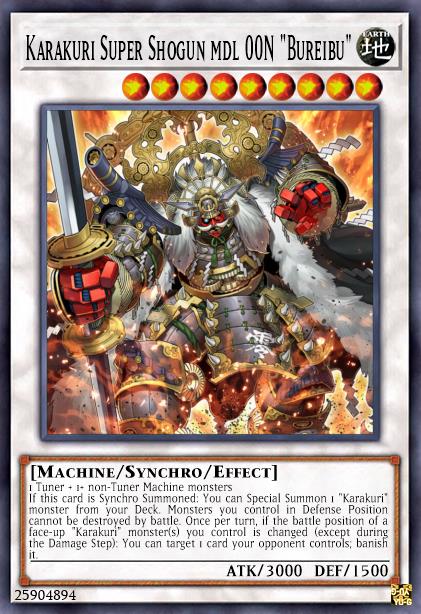 KARAKURI SUPER SHOGUN MDL 00N "BUREIBU"
EARTH
地
[MACHINE/SYNCHRO/EFFECT]
1 Tuner + 1+ non-Tuner Machine monsters
If this card is Synchro Summoned: You can Special Summon 1 "Karakuri"
monster from your Deck. Monsters you control in Defense Position
cannot be destroyed by battle. Once per turn, if the battle position of a
face-up "Karakuri" monster(s) you control is changed (except during
the Damage Step): You can target 1 card your opponent controls; banish
it.
ATK/3000 DEF/1500
25904894